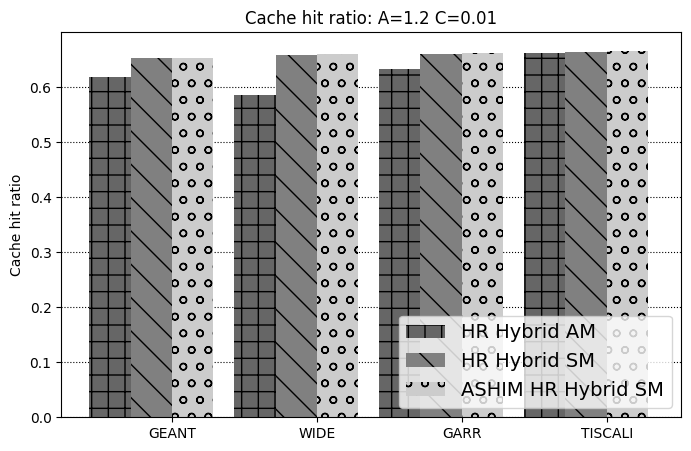 Cache hit ratio: A=1.2 C=0.01
Cache hit ratio
0.6
0.5
0.4
0.3
0.2
0.1
0.0
GEANT
WIDE
GARR
TISCALI
HR Hybrid AM
HR Hybrid SM
ASHIM HR Hybrid SM